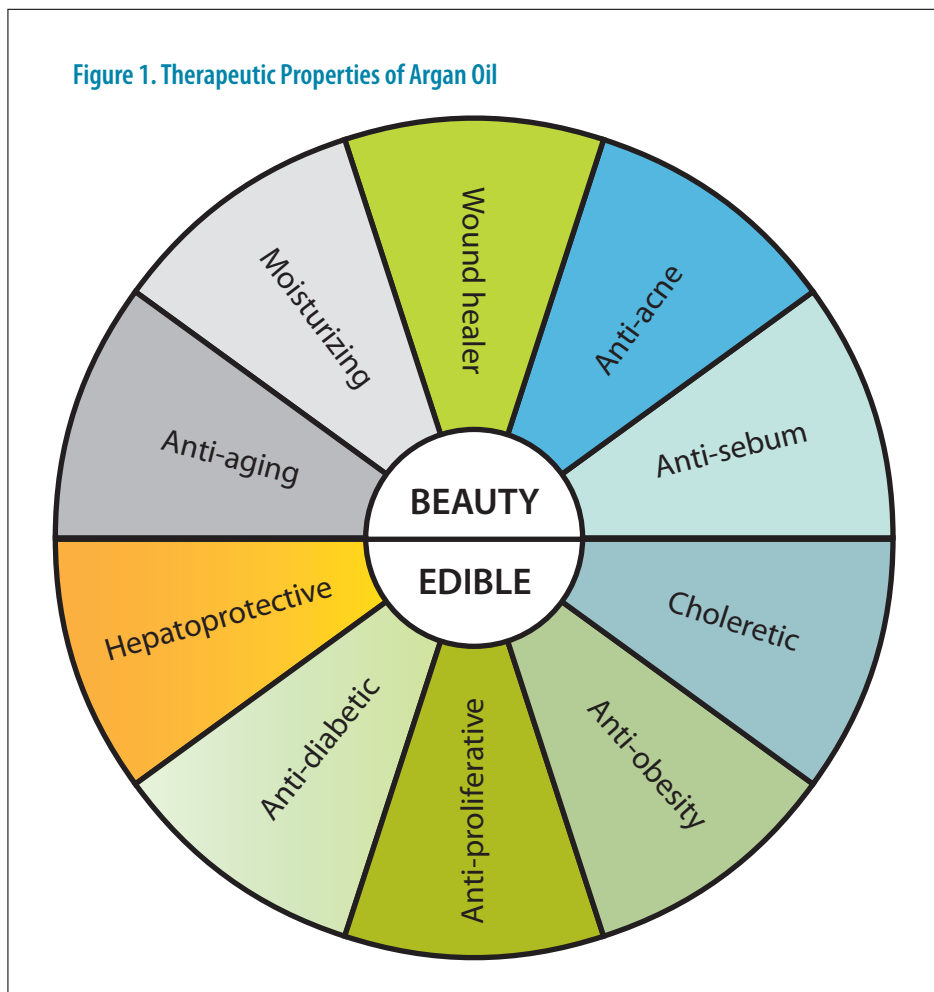 Figure 1. Therapeutic Properties of Argan Oil
Wound healer
Anti-acne
Anti-sebum
Moisturizing
Anti-aging
BEAUTY
EDIBLE
Hepatoprotective
Anti-diabetic
Anti-proliferative
Anti-obesity
Choleretic